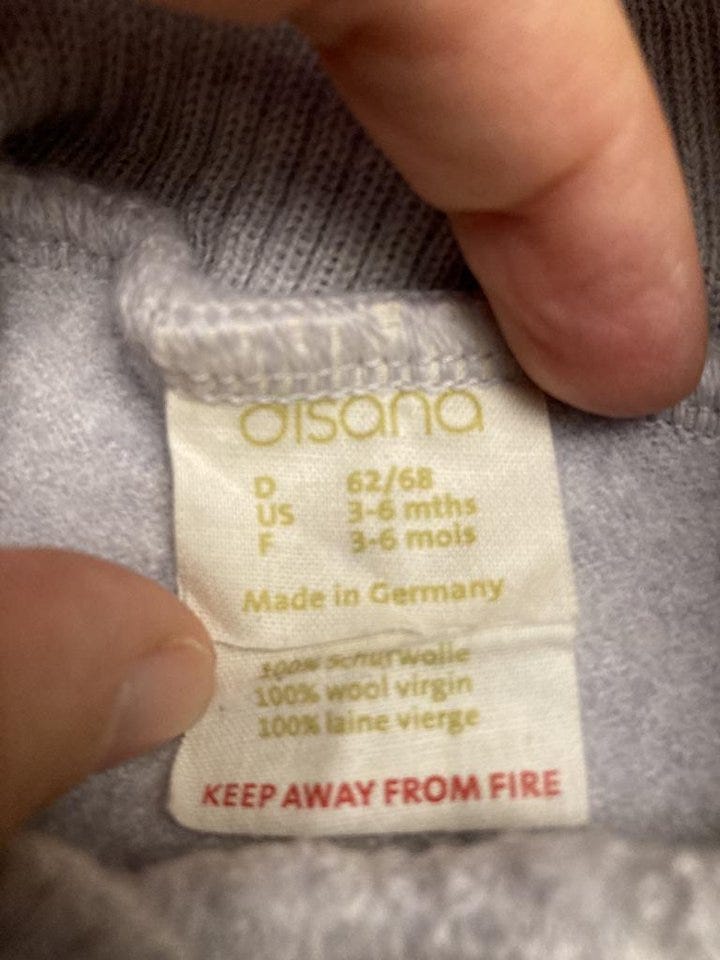 disana
D 62/68
US 3-6 mths
F 3-6 mois
Made in Germany
100% Schurwolle
100% wool virgin
100% laine vierge
KEEP AWAY FROM FIRE